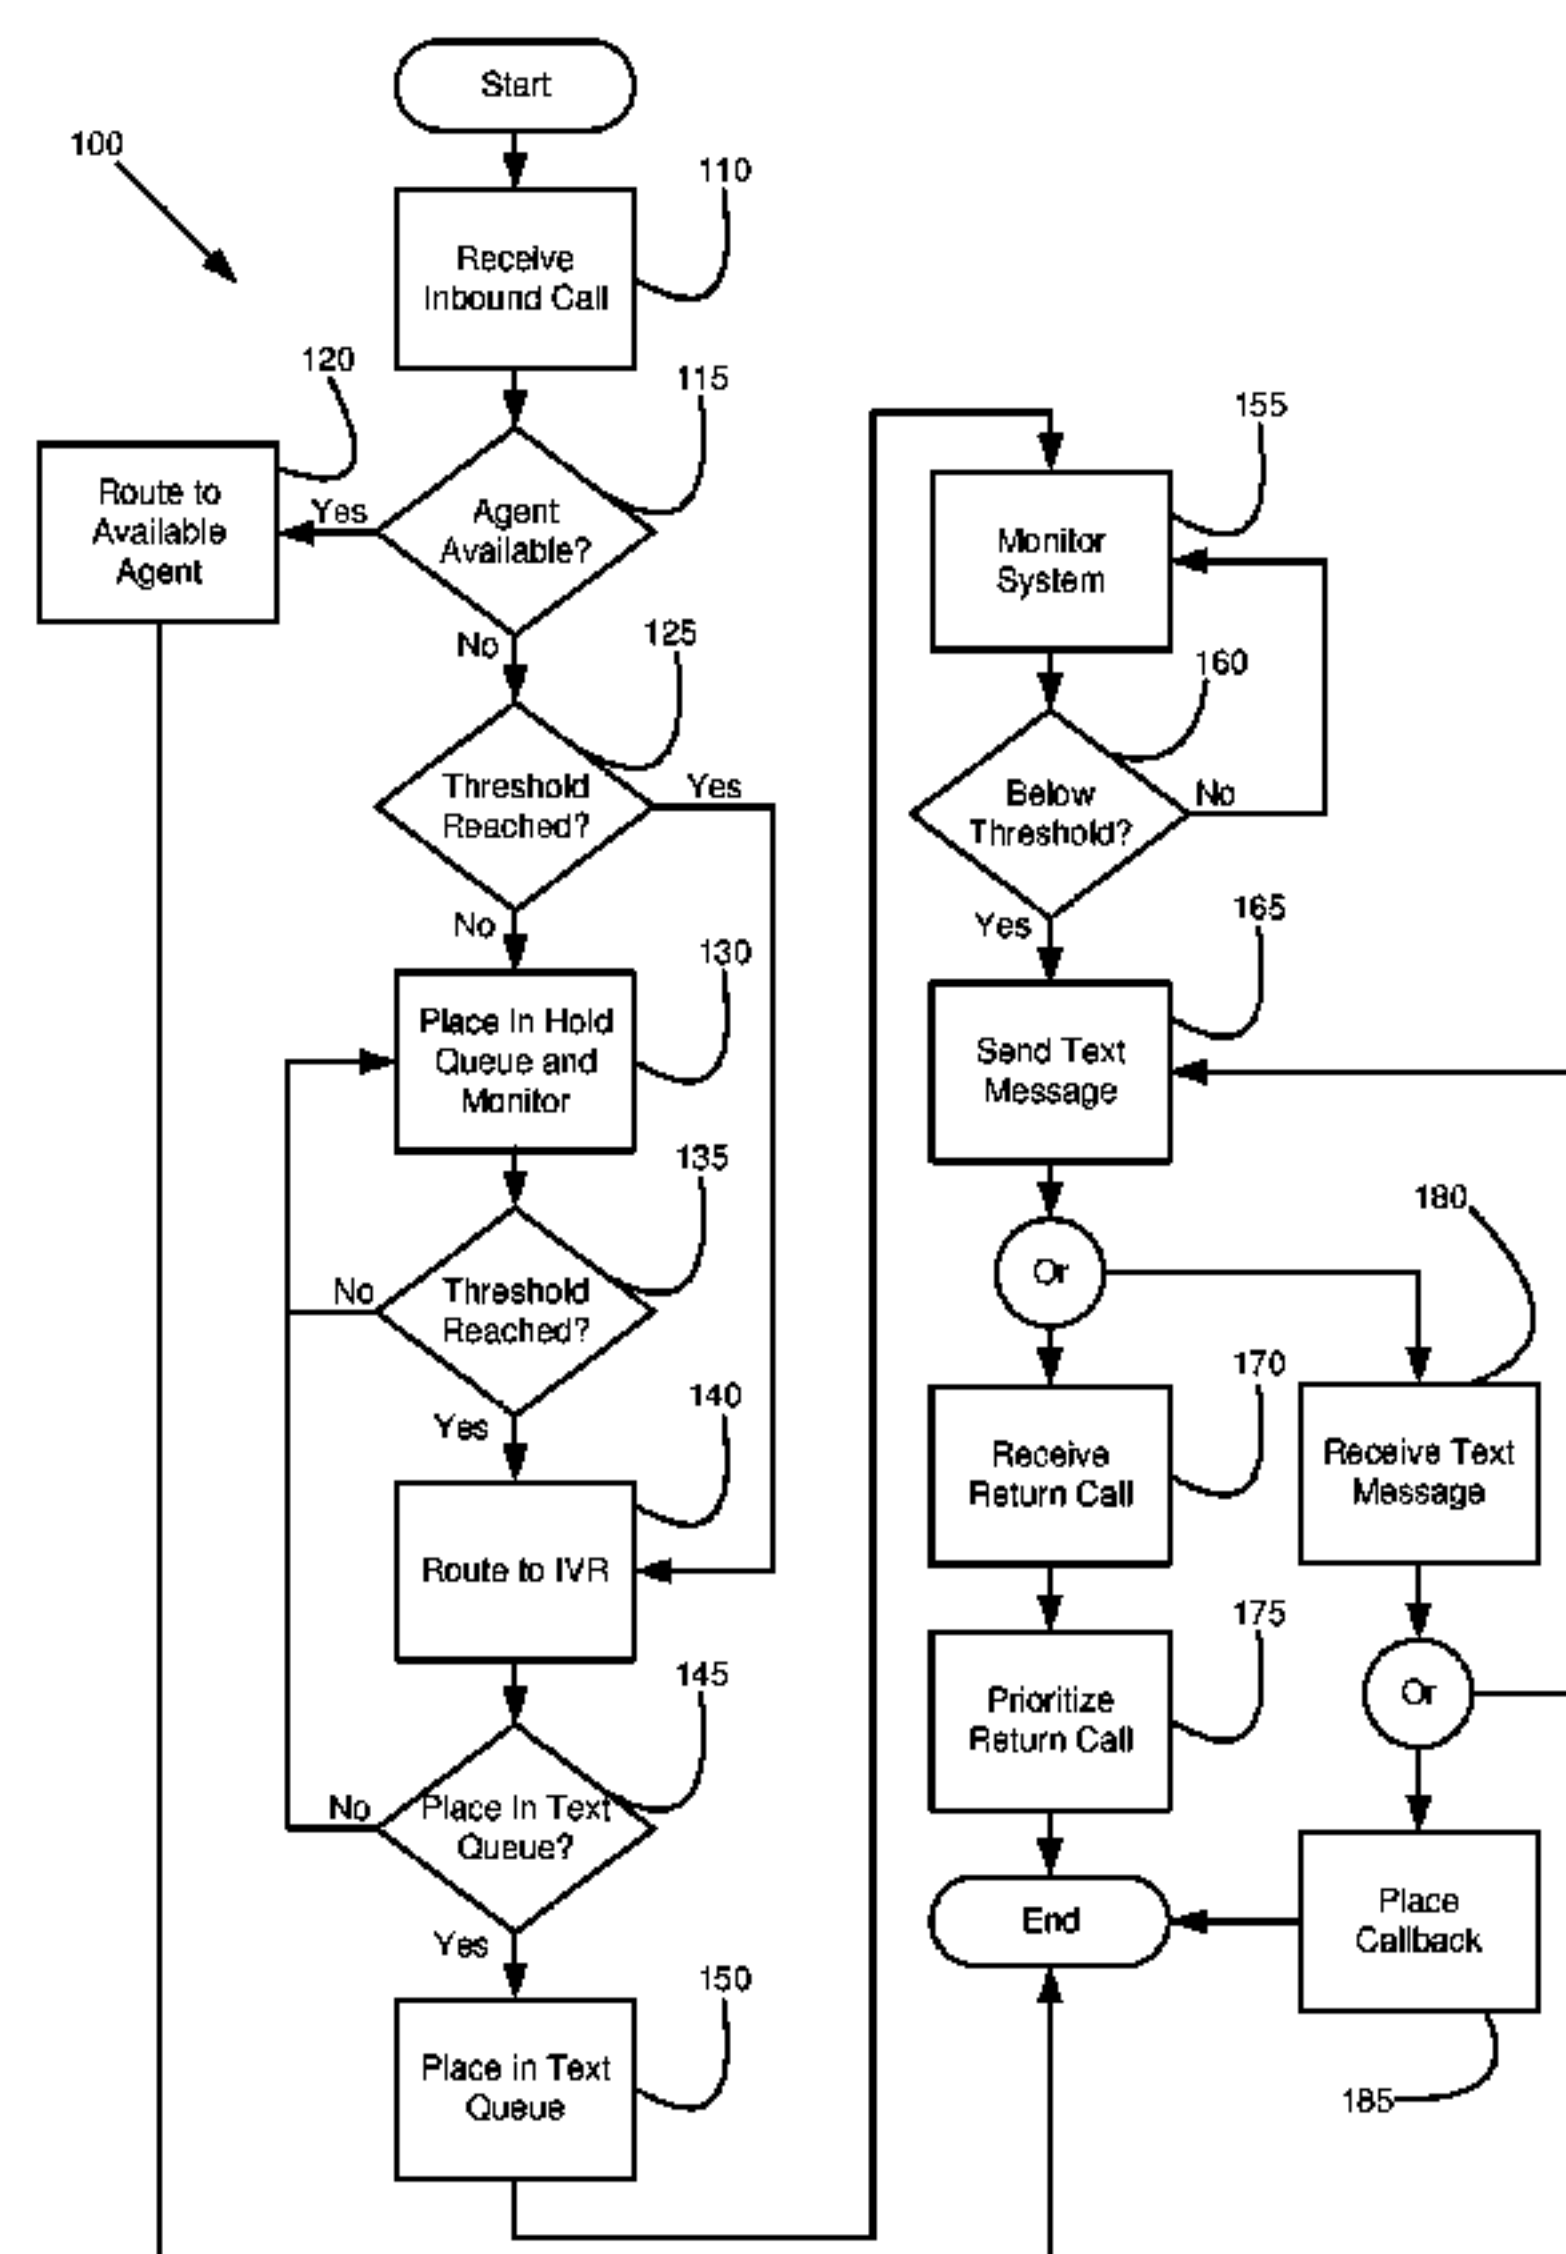 Start
100
110
Receive
Inbound Call
120
115
Route to
Available
Agent
Yes
Agent
Available?
No
125
Threshold
Reached?
Yes
No
130
Place In Hold
Queue and
Monitor
135
No
Threshold
Reached?
140
Yes
Route to IVR
145
No
Place In Text
Queue?
Yes
150
Place in Text
Queue
155
Monitor
System
160
Below
Threshold?
No
Yes
165
Send Text
Message
180
Or
170
Receive
Return Call
Receive Text
Message
175
Prioritize
Return Call
Or
End
Place
Callback
185